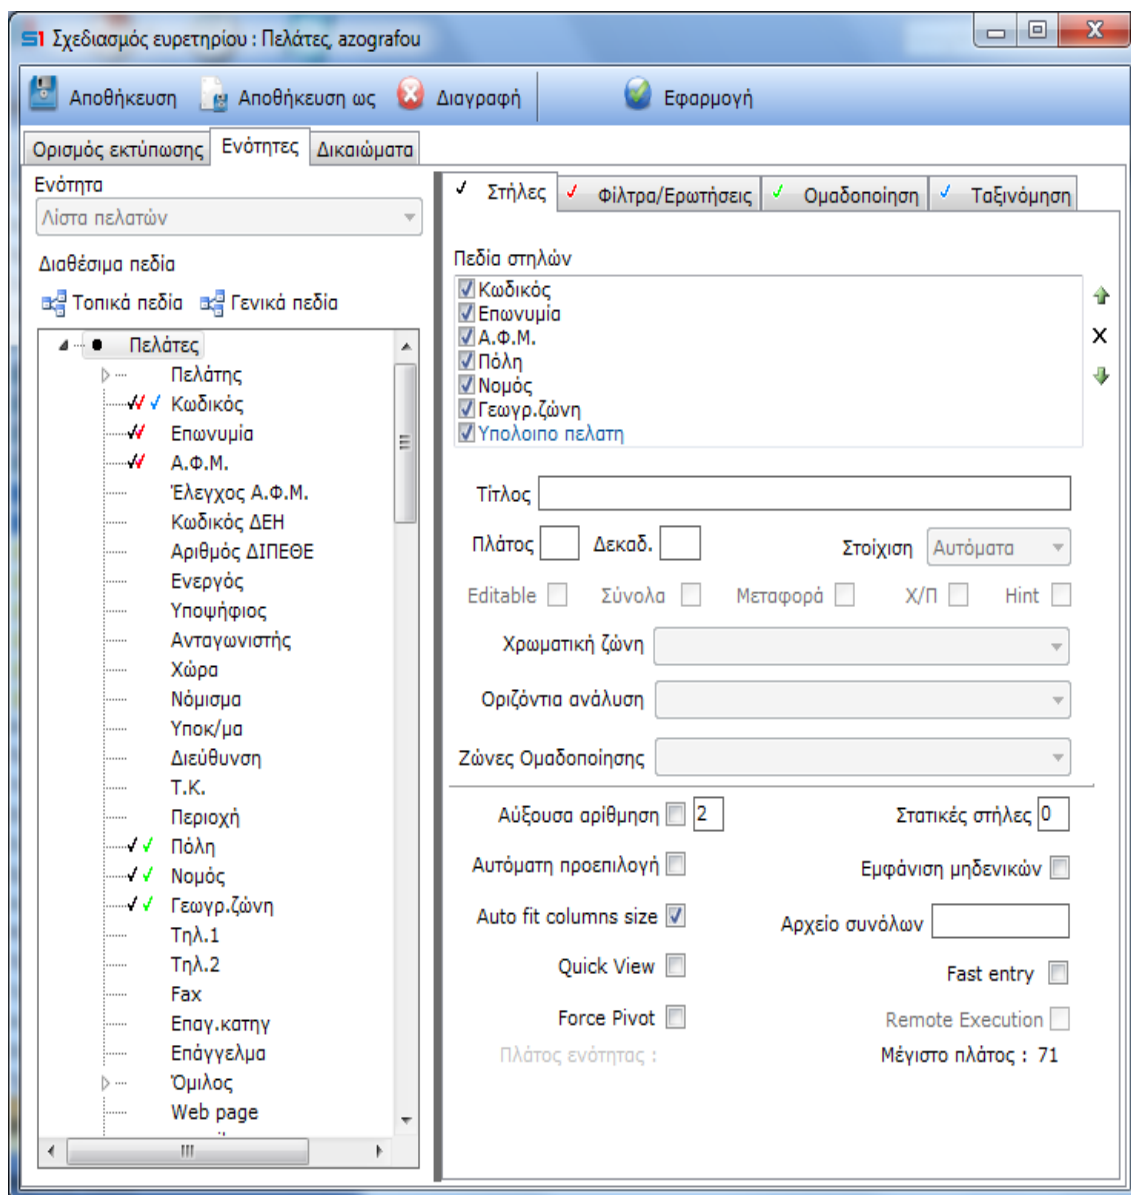 S1 Σχεδιασμός ευρετηρίου : Πελάτες, azografou
Αποθήκευση Αποθήκευση ως Διαγραφή Εφαρμογή
Ορισμός εκτύπωσης Ενότητες Δικαιώματα
Ενότητα
Λίστα πελατών
Διαθέσιμα πεδία
Τοπικά πεδία Γενικά πεδία
Πελάτες
Πελάτης
Κωδικός
Επωνυμία
Α.Φ.Μ.
Έλεγχος Α.Φ.Μ.
Κωδικός ΔΕΗ
Αριθμός ΔΙΠΕΘΕ
Ενεργός
Υποψήφιος
Ανταγωνιστής
Χώρα
Νόμισμα
Υποκ/μα
Διεύθυνση
Τ.Κ.
Περιοχή
Πόλη
Νομός
Γεωγρ.ζώνη
Τηλ.1
Τηλ.2
Fax
Επαγ.κατηγ
Επάγγελμα
Όμιλος
Web page
Στήλες Φίλτρα/Ερωτήσεις Ομαδοποίηση Ταξινόμηση
Πεδία στηλών
Κωδικός
Επωνυμία
Α.Φ.Μ.
Πόλη
Νομός
Γεωγρ.ζώνη
Υπολοιπο πελατη
Τίτλος
Πλάτος Δεκαδ. Στοίχιση Αυτόματα
Editable Σύνολα Μεταφορά Χ/Π Hint
Χρωματική ζώνη
Οριζόντια ανάλυση
Ζώνες Ομαδοποίησης
Αύξουσα αρίθμηση 2 Στατικές στήλες 0
Αυτόματη προεπιλογή Εμφάνιση μηδενικών
Auto fit columns size Αρχείο συνόλων
Quick View Fast entry
Force Pivot Remote Execution
Πλάτος ενότητας : Μέγιστο πλάτος : 71